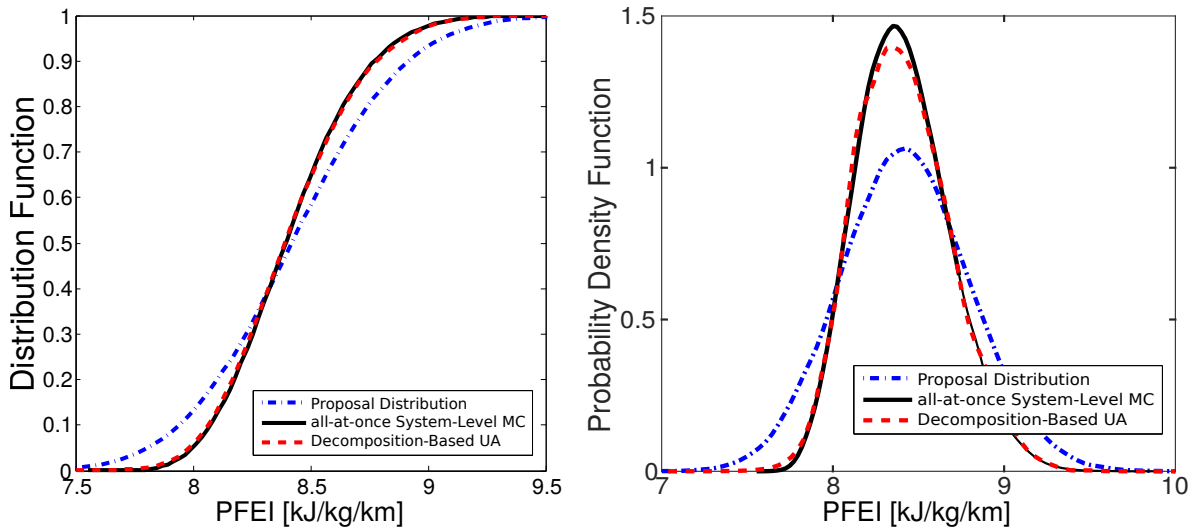 Distribution Function
1
0.9
0.8
0.7
0.6
0.5
0.4
0.3
0.2
0.1
0
7.5
8
8.5
9
9.5
PFEI [kJ/kg/km]
Proposal Distribution
all-at-once System-Level MC
Decomposition-Based UA
Probability Density Function
1.5
1
0.5
0
7
8
9
10
PFEI [kJ/kg/km]
Proposal Distribution
all-at-once System-Level MC
Decomposition-Based UA